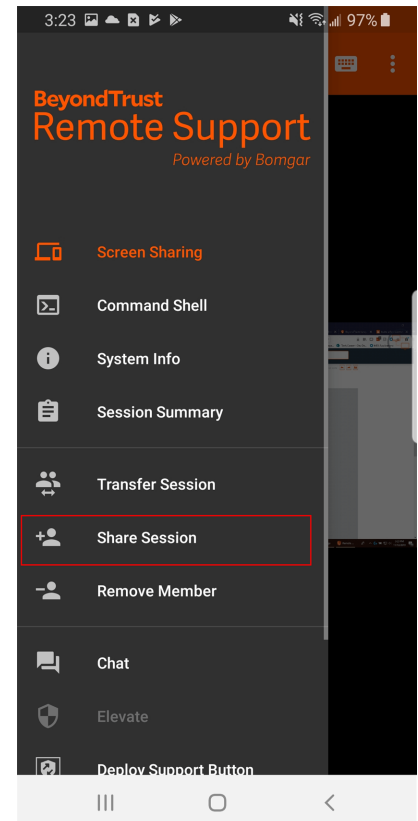 3:23
97%
BeyondTrust
Remote Support
Powered by Bomgar
Screen Sharing
Command Shell
System Info
Session Summary
Transfer Session
Share Session
Remove Member
Chat
Elevate
Deploy Support Button